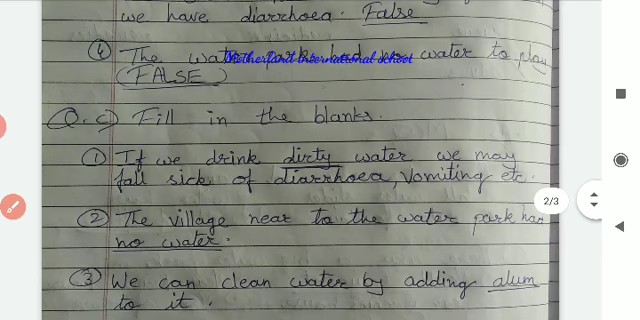 we have diarrhoea. False
④ The water park had no water to play
Motherland International school
(FALSE)
Q.c) Fill in the blanks.
① If we drink dirty water we may
fall sick of diarrhoea, vomiting etc.
② The village near to the water park has
no water.
③ We can clean water by adding alum
to it.
2/3